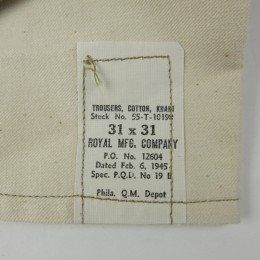 TROUSERS, COTTON, KHAKI
Stock No. 55-T-10190
31 x 31
ROYAL MFG. COMPANY
P.O. No. 12604
Dated Feb. 6, 1945
Spec. P.Q.D. No 19 B
Phila. Q.M. Depot